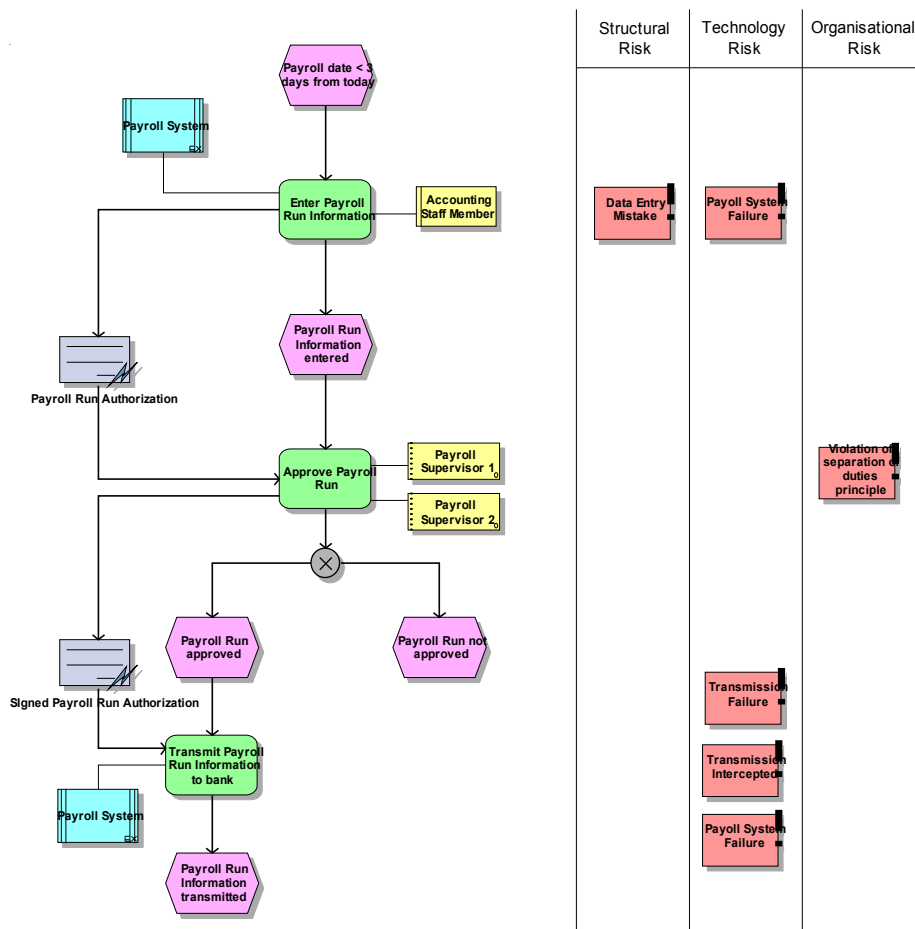 Structural
Risk
Technology
Risk
Organisational
Risk
Payroll date < 3
days from today
Payroll System
EX
Enter Payroll
Run Information
Accounting
Staff Member
Data Entry
Mistake
Payoll System
Failure
Payroll Run
Information
entered
Payroll Run Authorization
Approve Payroll
Run
Payroll
Supervisor 1
O
Payroll
Supervisor 2
O
Violation of
separation of
duties
principle
Payroll Run
approved
Payroll Run not
approved
SIgned Payroll Run Authorization
Transmission
Failure
Transmit Payroll
Run Information
to bank
Transmission
Intercepted
Payroll System
EX
Payoll System
Failure
Payroll Run
Information
transmitted